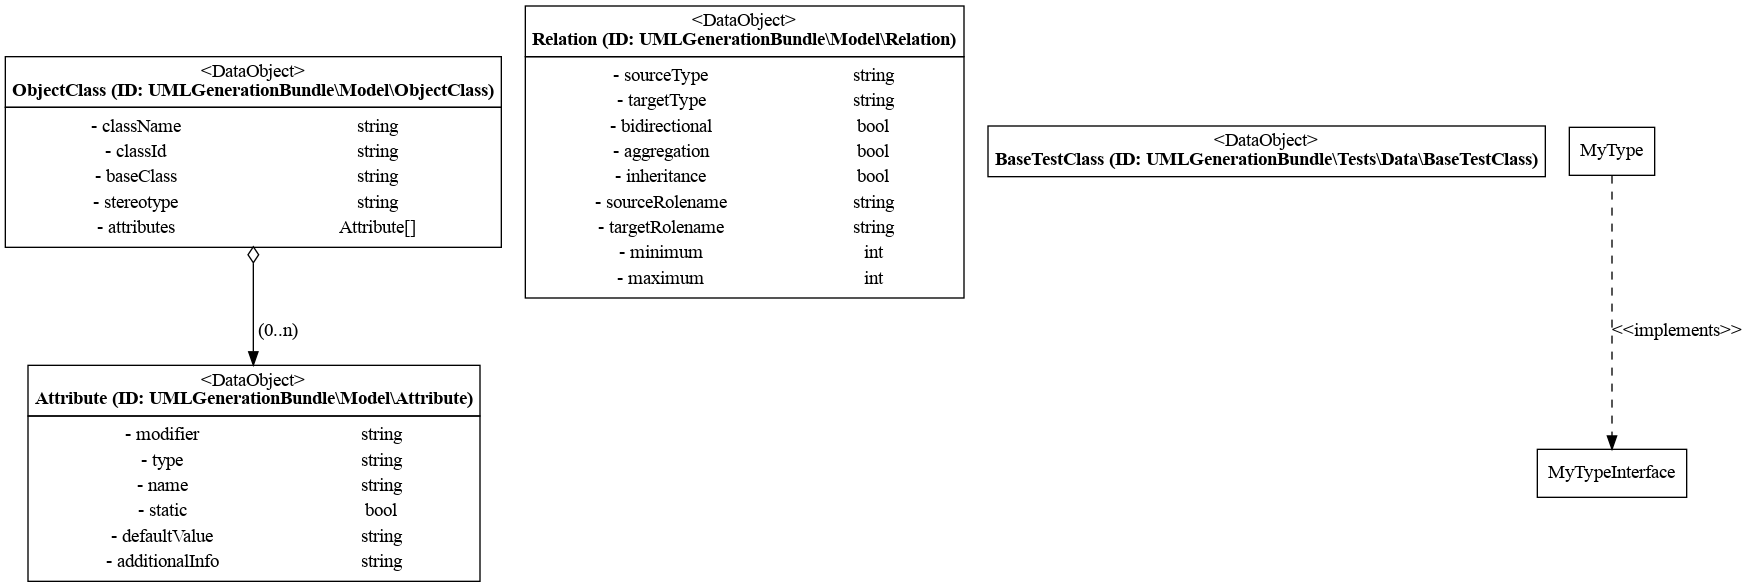 <DataObject>
ObjectClass (ID: UMLGenerationBundle\Model\ObjectClass)
- className string
- classId string
- baseClass string
- stereotype string
- attributes Attribute[]
(0..n)
<DataObject>
Attribute (ID: UMLGenerationBundle\Model\Attribute)
- modifier string
- type string
- name string
- static bool
- defaultValue string
- additionalInfo string
<DataObject>
Relation (ID: UMLGenerationBundle\Model\Relation)
- sourceType string
- targetType string
- bidirectional bool
- aggregation bool
- inheritance bool
- sourceRolename string
- targetRolename string
- minimum int
- maximum int
<DataObject>
BaseTestClass (ID: UMLGenerationBundle\Tests\Data\BaseTestClass)
MyType
<<implements>>
MyTypeInterface